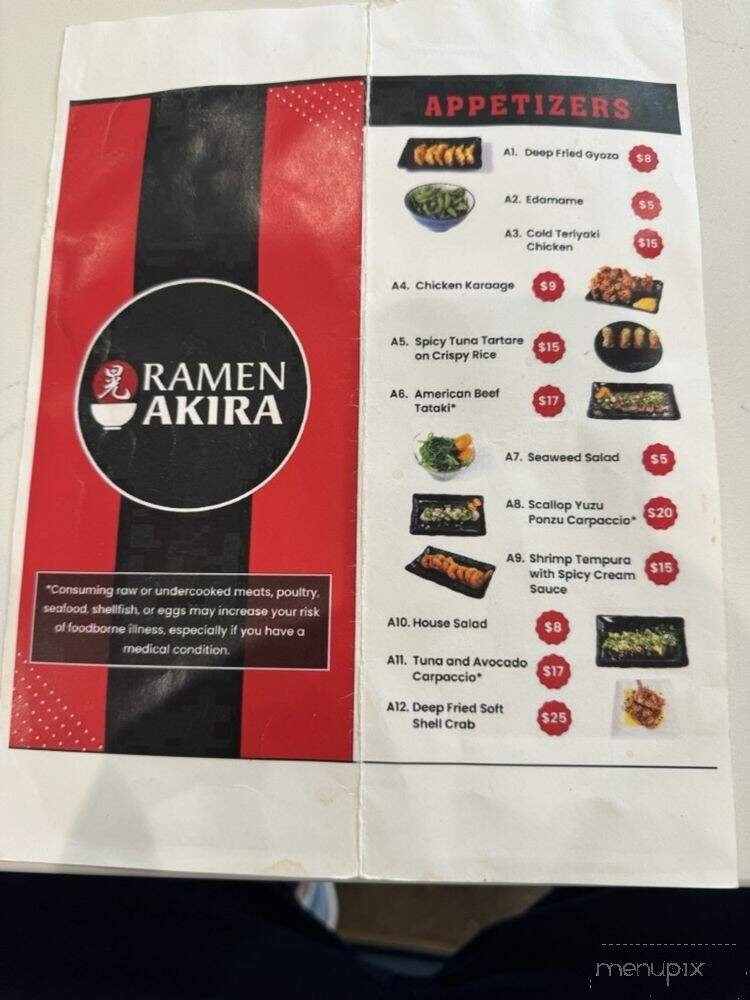 晃 RAMEN
AKIRA
*Consuming raw or undercooked meats, poultry,
seafood, shellfish, or eggs may increase your risk
of foodborne illness, especially if you have a
medical condition.
APPETIZERS
A1. Deep Fried Gyoza $8
A2. Edamame $5
A3. Cold Teriyaki
Chicken $15
A4. Chicken Karaage $9
A5. Spicy Tuna Tartare
on Crispy Rice $15
A6. American Beef
Tataki* $17
A7. Seaweed Salad $5
A8. Scallop Yuzu
Ponzu Carpaccio* $20
A9. Shrimp Tempura
with Spicy Cream $15
Sauce
A10. House Salad $8
A11. Tuna and Avocado
Carpaccio* $17
A12. Deep Fried Soft
Shell Crab $25
menupix